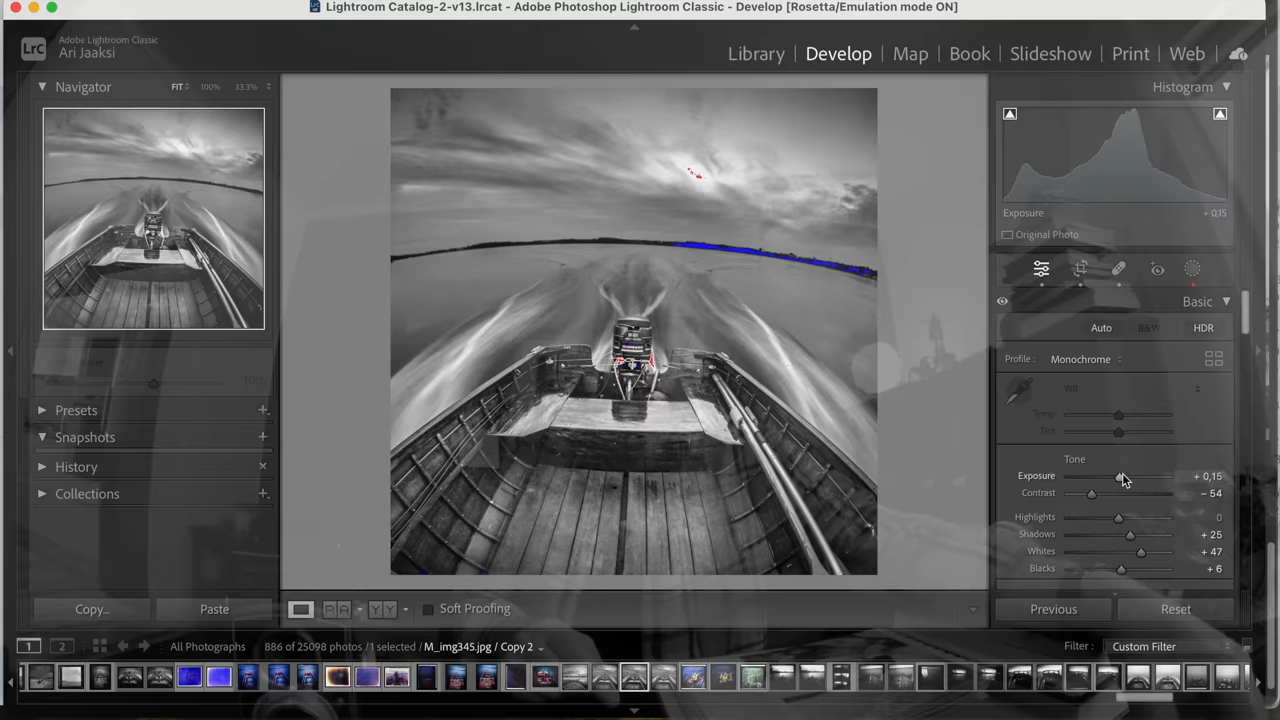 Lightroom Catalog-2-v13.lrcat - Adobe Photoshop Lightroom Classic - Develop [Rosetta/Emulation mode ON]
LrC
Adobe Lightroom Classic
Ari Jaaksi
Library | Develop | Map | Book | Slideshow | Print | Web
Navigator
FIT
100%
33.3%
Presets
Snapshots
History
Collections
Copy...
Paste
Histogram
Exposure + 0,15
Original Photo
Basic
Auto B&W HDR
Profile : Monochrome
WB
Temp
Tint
Tone
Exposure + 0,15
Contrast – 54
Highlights 0
Shadows + 25
Whites + 47
Blacks + 6
Previous
Reset
R A Y Y Soft Proofing
1 2 All Photographs 886 of 25098 photos /1 selected / M_img345.jpg / Copy 2
Filter : Custom Filter